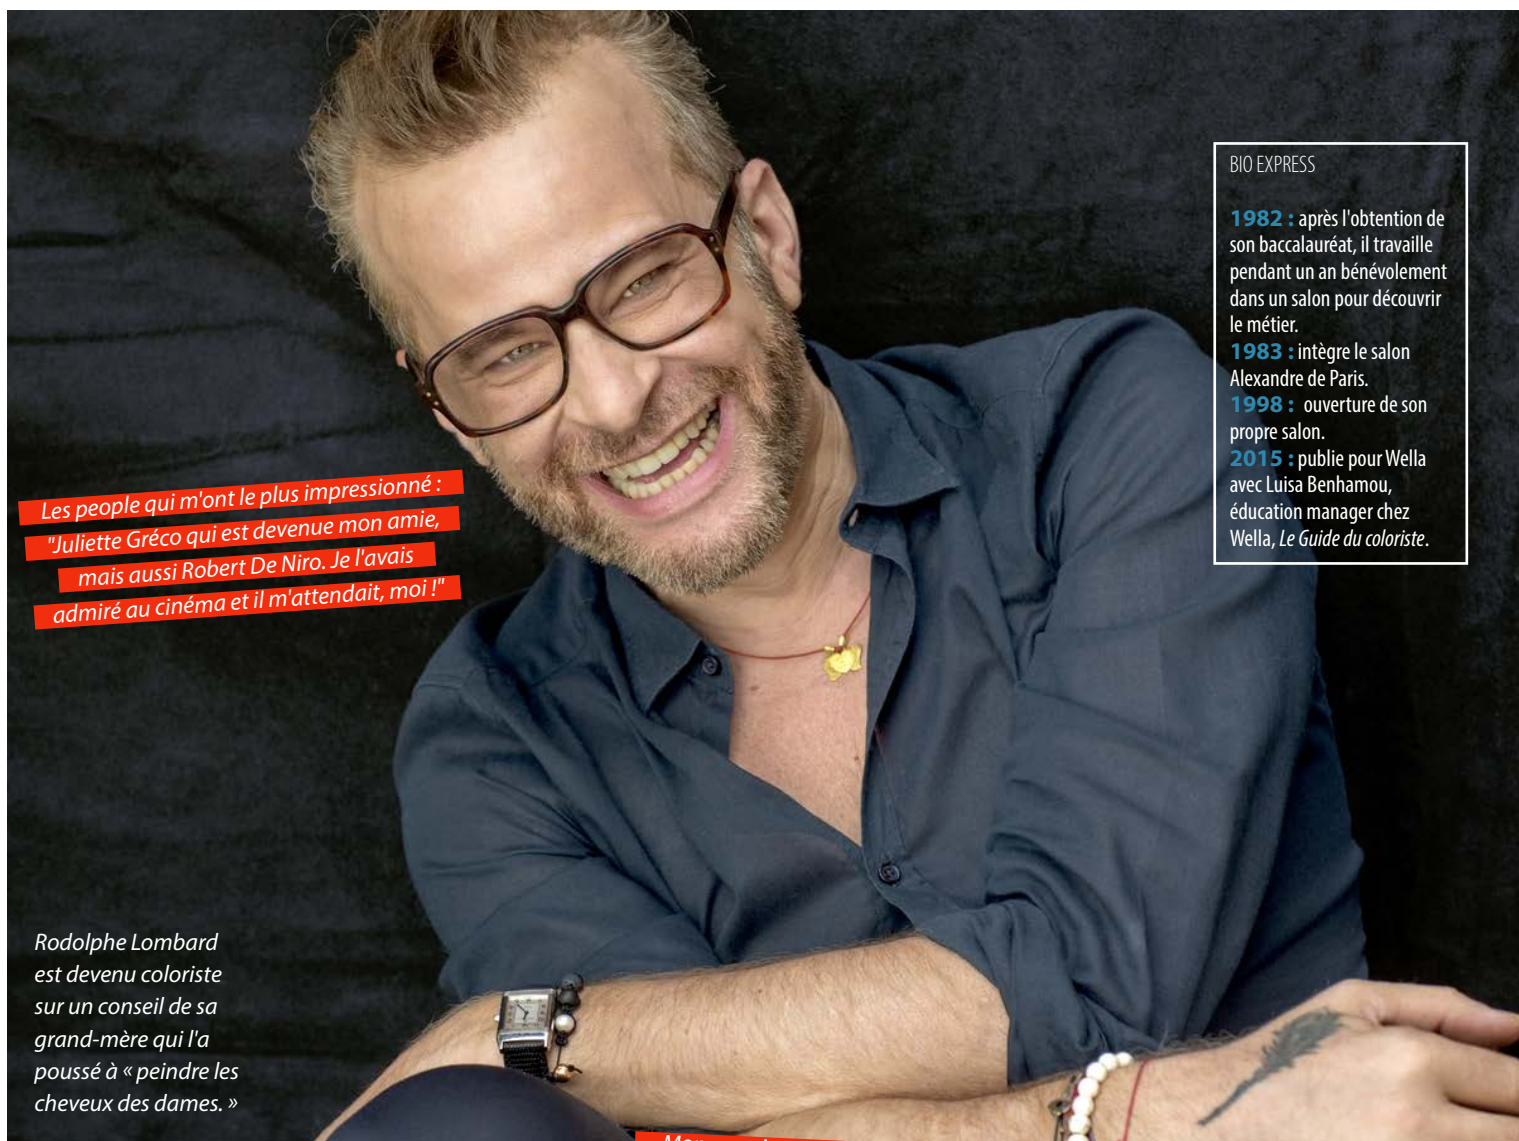 BIO EXPRESS
1982 : après l'obtention de
son baccalauréat, il travaille
pendant un an bénévolement
dans un salon pour découvrir
le métier.
1983 : intègre le salon
Alexandre de Paris.
1998 : ouverture de son
propre salon.
2015 : publie pour Wella
avec Luisa Benhamou,
éducation manager chez
Wella, Le Guide du coloriste.
Les people qui m'ont le plus impressionné :
"Juliette Gréco qui est devenue mon amie,
mais aussi Robert De Niro. Je l'avais
admiré au cinéma et il m'attendait, moi !"
Rodolphe Lombard
est devenu coloriste
sur un conseil de sa
grand-mère qui l'a
poussé à « peindre les
cheveux des dames. »